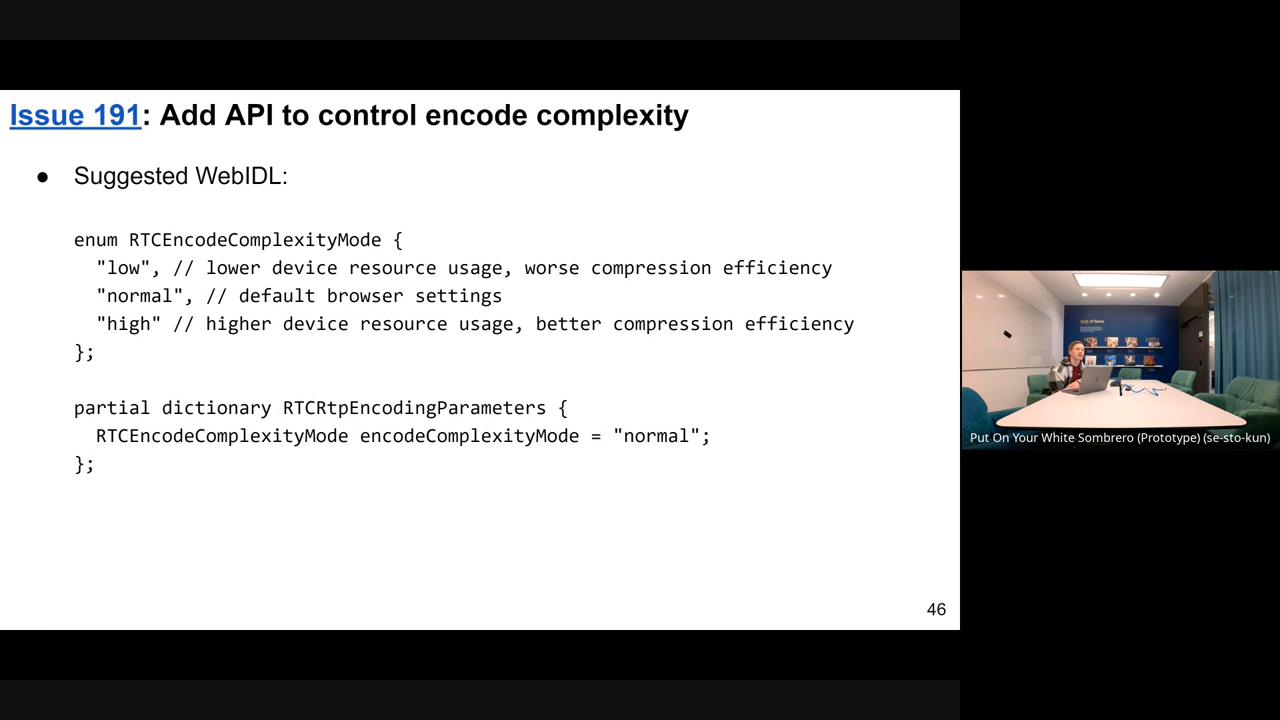 Issue 191: Add API to control encode complexity
● Suggested WebIDL:
enum RTCEncodeComplexityMode {
"low", // lower device resource usage, worse compression efficiency
"normal", // default browser settings
"high" // higher device resource usage, better compression efficiency
};
partial dictionary RTCRtpEncodingParameters {
RTCEncodeComplexityMode encodeComplexityMode = "normal";
};
46
Put On Your White Sombrero (Prototype) (se-sto-kun)